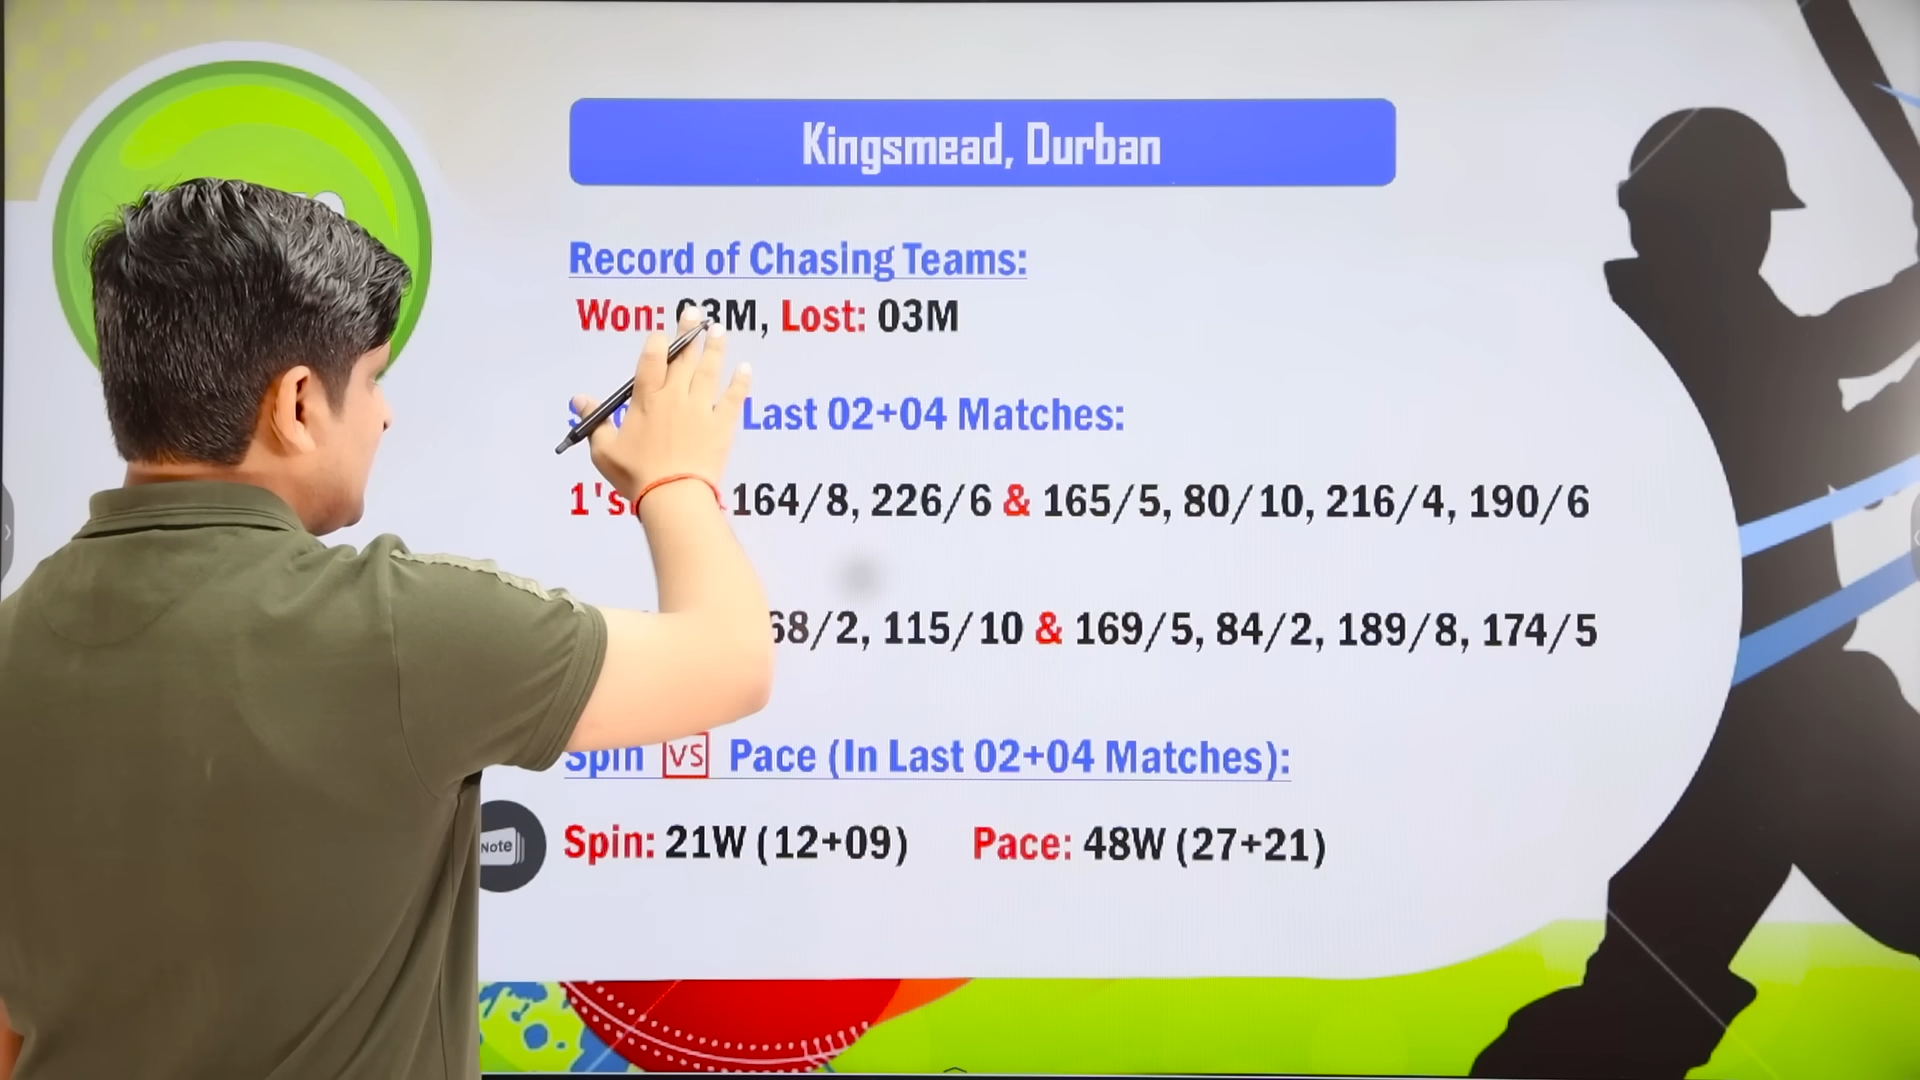 Kingsmead, Durban
Record of Chasing Teams:
Won: 03M, Lost: 03M
Last 02+04 Matches:
164/8, 226/6 & 165/5, 80/10, 216/4, 190/6
68/2, 115/10 & 169/5, 84/2, 189/8, 174/5
Spin VS Pace (In Last 02+04 Matches):
Note
Spin: 21W (12+09) Pace: 48W (27+21)